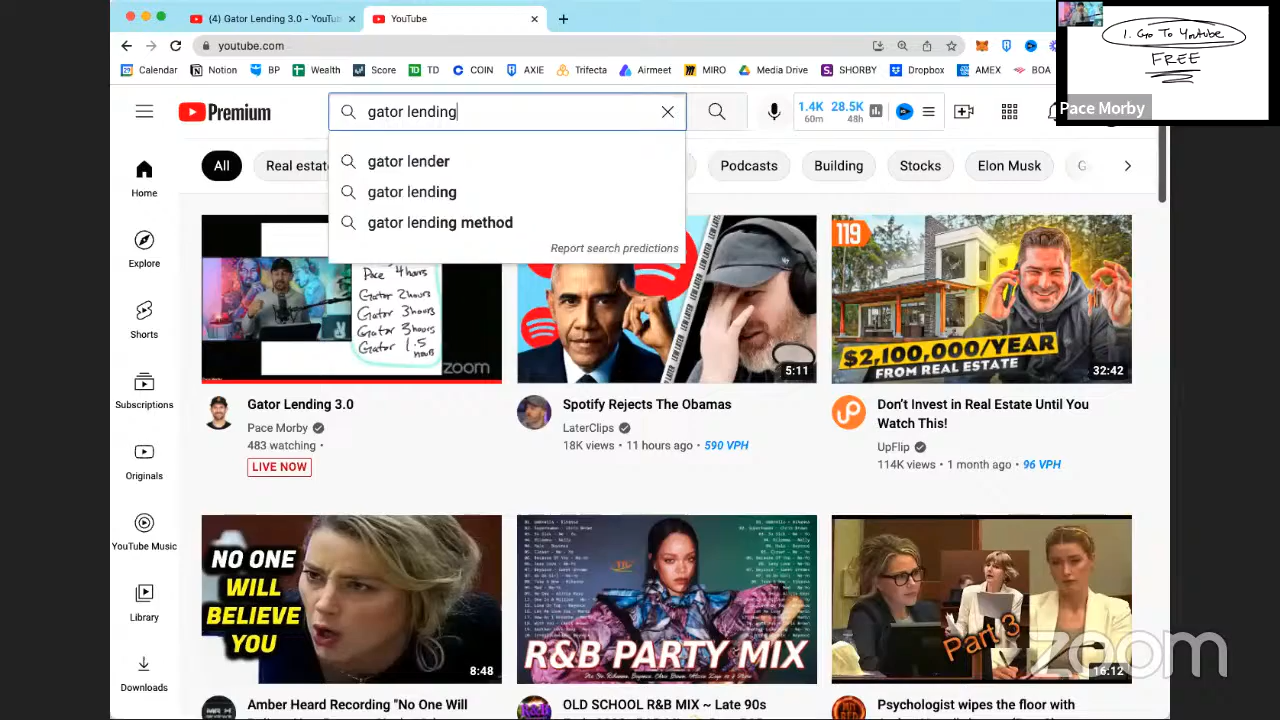 (4) Gator Lending 3.0 - YouTub
YouTube
youtube.com
Calendar
Notion
BP
Wealth
Score
TD
COIN
AXIE
Trifecta
Airmeet
MIRO
Media Drive
SHORBY
Dropbox
AMEX
BOA
1. Go To Youtube
FREE
Pace Morby
Premium
gator lending
1.4K
60m
28.5K
48h
gator lender
gator lending
gator lending method
Report search predictions
All
Real estate
Podcasts
Building
Stocks
Elon Musk
Home
Explore
Shorts
Subscriptions
Originals
YouTube Music
Library
Downloads
Pace 4 hours
Gator 2 hours
Gator 3 hours
Gator 3 hours
Gator 1.5 hours
zoom
Gator Lending 3.0
Pace Morby
483 watching •
LIVE NOW
LATER
5:11
Spotify Rejects The Obamas
LaterClips
18K views • 11 hours ago • 590 VPH
119
$2,100,000/YEAR
FROM REAL ESTATE
32:42
UP
Don't Invest in Real Estate Until You
Watch This!
UpFlip
114K views • 1 month ago • 96 VPH
NO ONE
WILL
BELIEVE
YOU
8:48
Amber Heard Recording "No One Will
R&B PARTY MIX
OLD SCHOOL R&B MIX ~ Late 90s
Part 3
16:12
Psychologist wipes the floor with
zoom